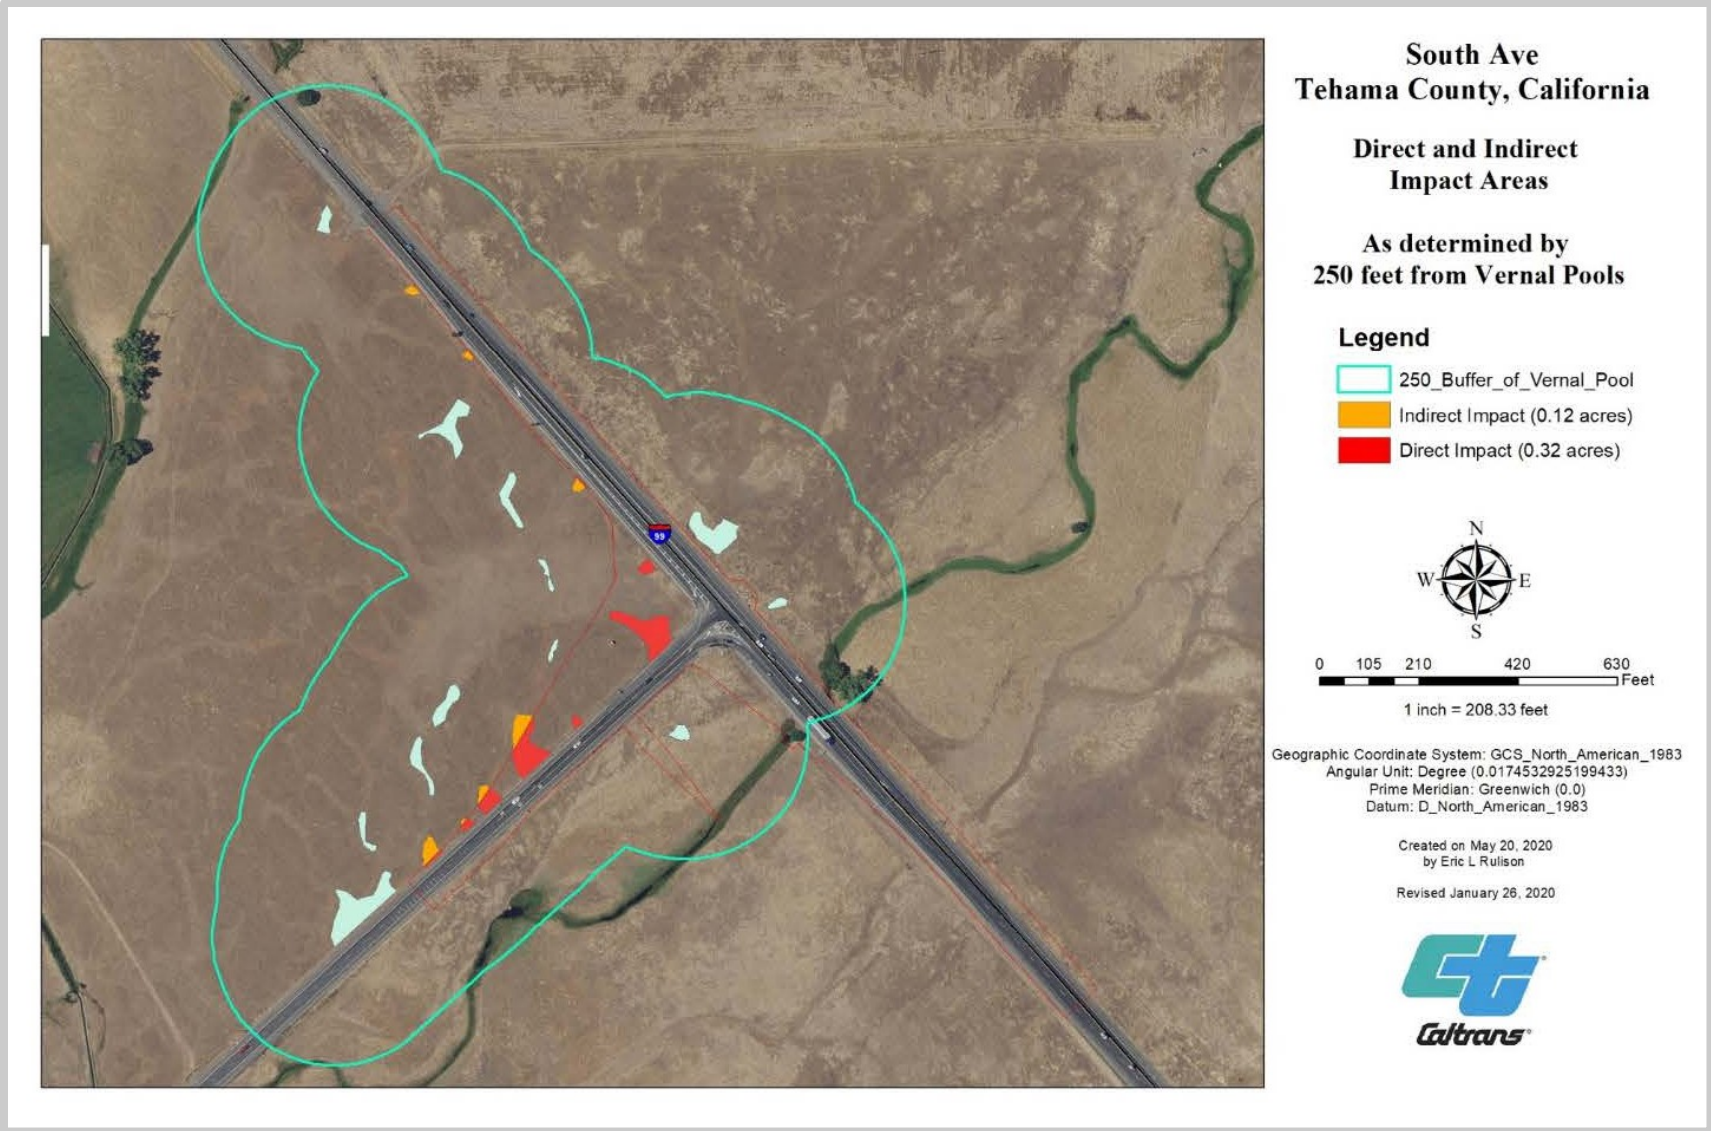 South Ave
Tehama County, California
Direct and Indirect
Impact Areas
As determined by
250 feet from Vernal Pools
Legend
250_Buffer_of_Vernal_Pool
Indirect Impact (0.12 acres)
Direct Impact (0.32 acres)
99
N
W E
S
0 105 210 420 630
Feet
1 inch = 208.33 feet
Geographic Coordinate System: GCS_North_American_1983
Angular Unit: Degree (0.0174532925199433)
Prime Meridian: Greenwich (0.0)
Datum: D_North_American_1983
Created on May 20, 2020
by Eric L Rulison
Revised January 26, 2020
ct
Caltrans®